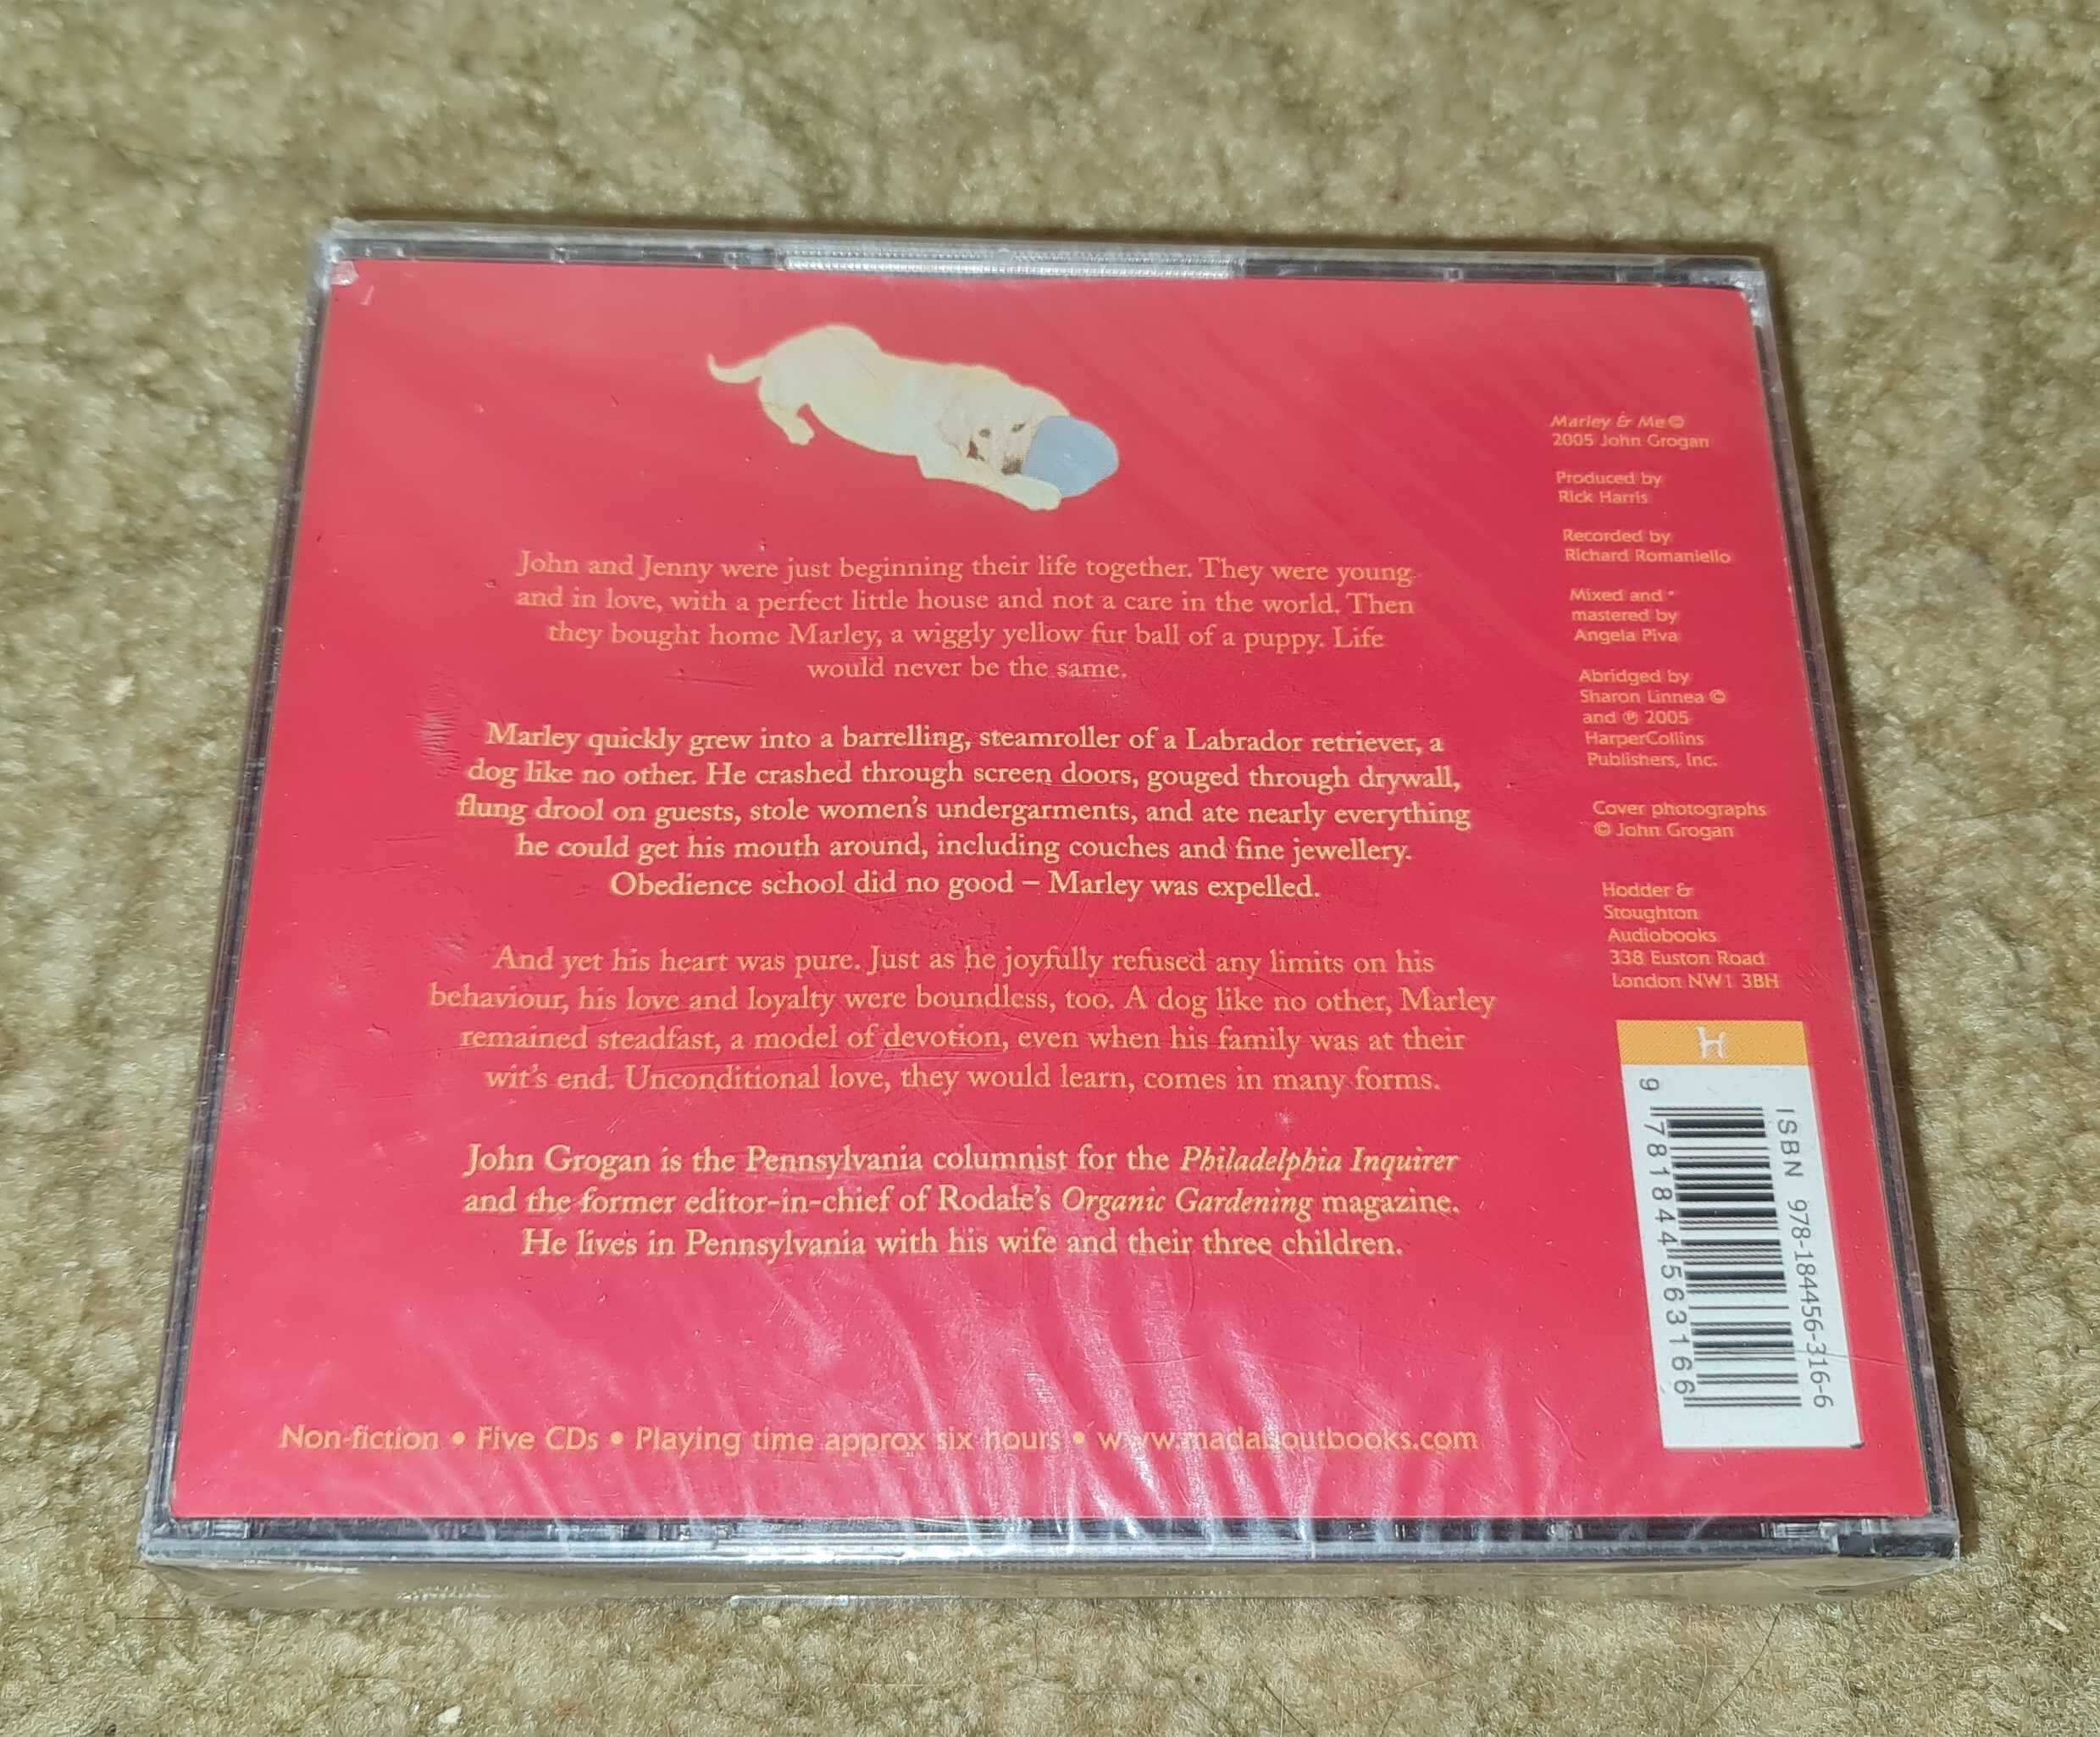 John and Jenny were just beginning their life together. They were young
and in love, with a perfect little house and not a care in the world. Then
they bought home Marley, a wiggly yellow fur ball of a puppy. Life
would never be the same.
Marley quickly grew into a barrelling, steamroller of a Labrador retriever, a
dog like no other. He crashed through screen doors, gouged through drywall,
flung drool on guests, stole women's undergarments, and ate nearly everything
he could get his mouth around, including couches and fine jewellery.
Obedience school did no good – Marley was expelled.
And yet his heart was pure. Just as he joyfully refused any limits on his
behaviour, his love and loyalty were boundless, too. A dog like no other, Marley
remained steadfast, a model of devotion, even when his family was at their
wit's end. Unconditional love, they would learn, comes in many forms.
John Grogan is the Pennsylvania columnist for the Philadelphia Inquirer
and the former editor-in-chief of Rodale's Organic Gardening magazine.
He lives in Pennsylvania with his wife and their three children.
Non-fiction • Five CDs • Playing time approx six hours • www.madaboutbooks.com
Marley & Me ©
2005 John Grogan
Produced by
Rick Harris
Recorded by
Richard Romaniello
Mixed and
mastered by
Angela Piva
Abridged by
Sharon Linnea ©
and ℗ 2005
HarperCollins
Publishers, Inc.
Cover photographs
© John Grogan
Hodder &
Stoughton
Audiobooks
338 Euston Road
London NW1 3BH
H
ISBN 978-184456-316-6
9 781844 563166